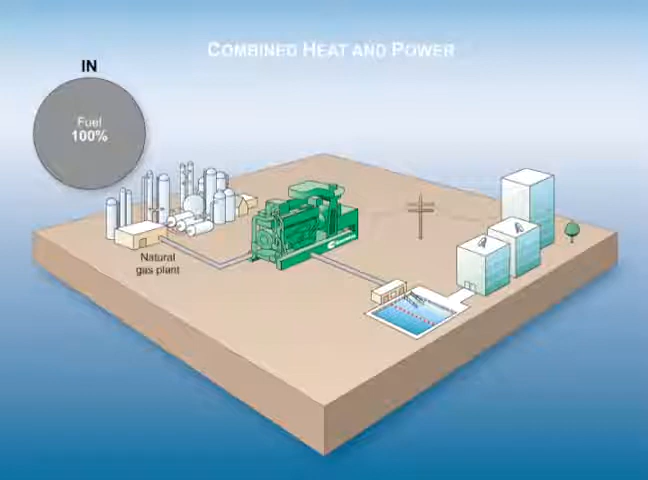 COMBINED HEAT AND POWER
IN
Fuel
100%
Natural
gas plant